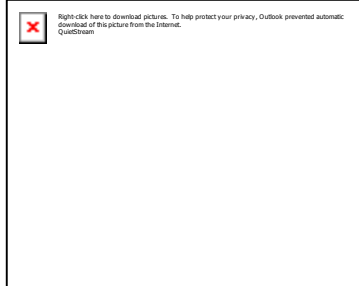 Right-click here to download pictures.  To help protect your privacy, Outlook prevented automatic
download of this picture from the Internet.
QuietStream